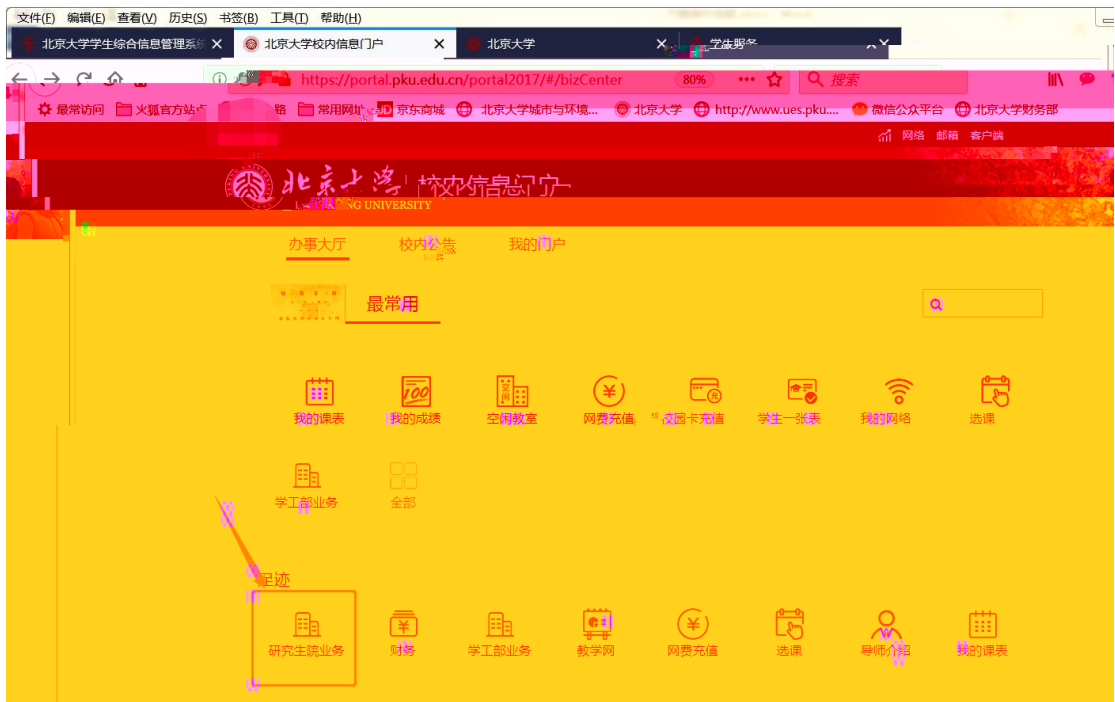 文件(F) 编辑(E) 查看(V) 历史(S) 书签(B) 工具(T) 帮助(H)
北京大学学生综合信息管理系统 北京大学校内信息门户 北京大学 学生服务
https://portal.pku.edu.cn/portal2017/#/bizCenter 80% 搜索
最常访问 火狐官方站点 常用网址 JD 京东商城 北京大学城市与环境... 北京大学 http://www.ues.pku.... 微信公众平台 北京大学财务部
网络 邮箱 客户端
北京大学 校内信息门户
UNIVERSITY
办事大厅 校内公告 我的门户
最常用
我的课表 我的成绩 空闲教室 网费充值 校园卡充值 学生一张表 我的网络 选课
学工部业务 全部
足迹
研究生院业务 财务 学工部业务 教学网 网费充值 选课 导师介绍 我的课表